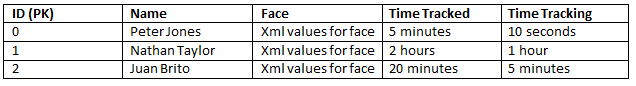 ID (PK) Name Face Time Tracked Time Tracking
0 Peter Jones Xml values for face 5 minutes 10 seconds
1 Nathan Taylor Xml values for face 2 hours 1 hour
2 Juan Brito Xml values for face 20 minutes 5 minutes